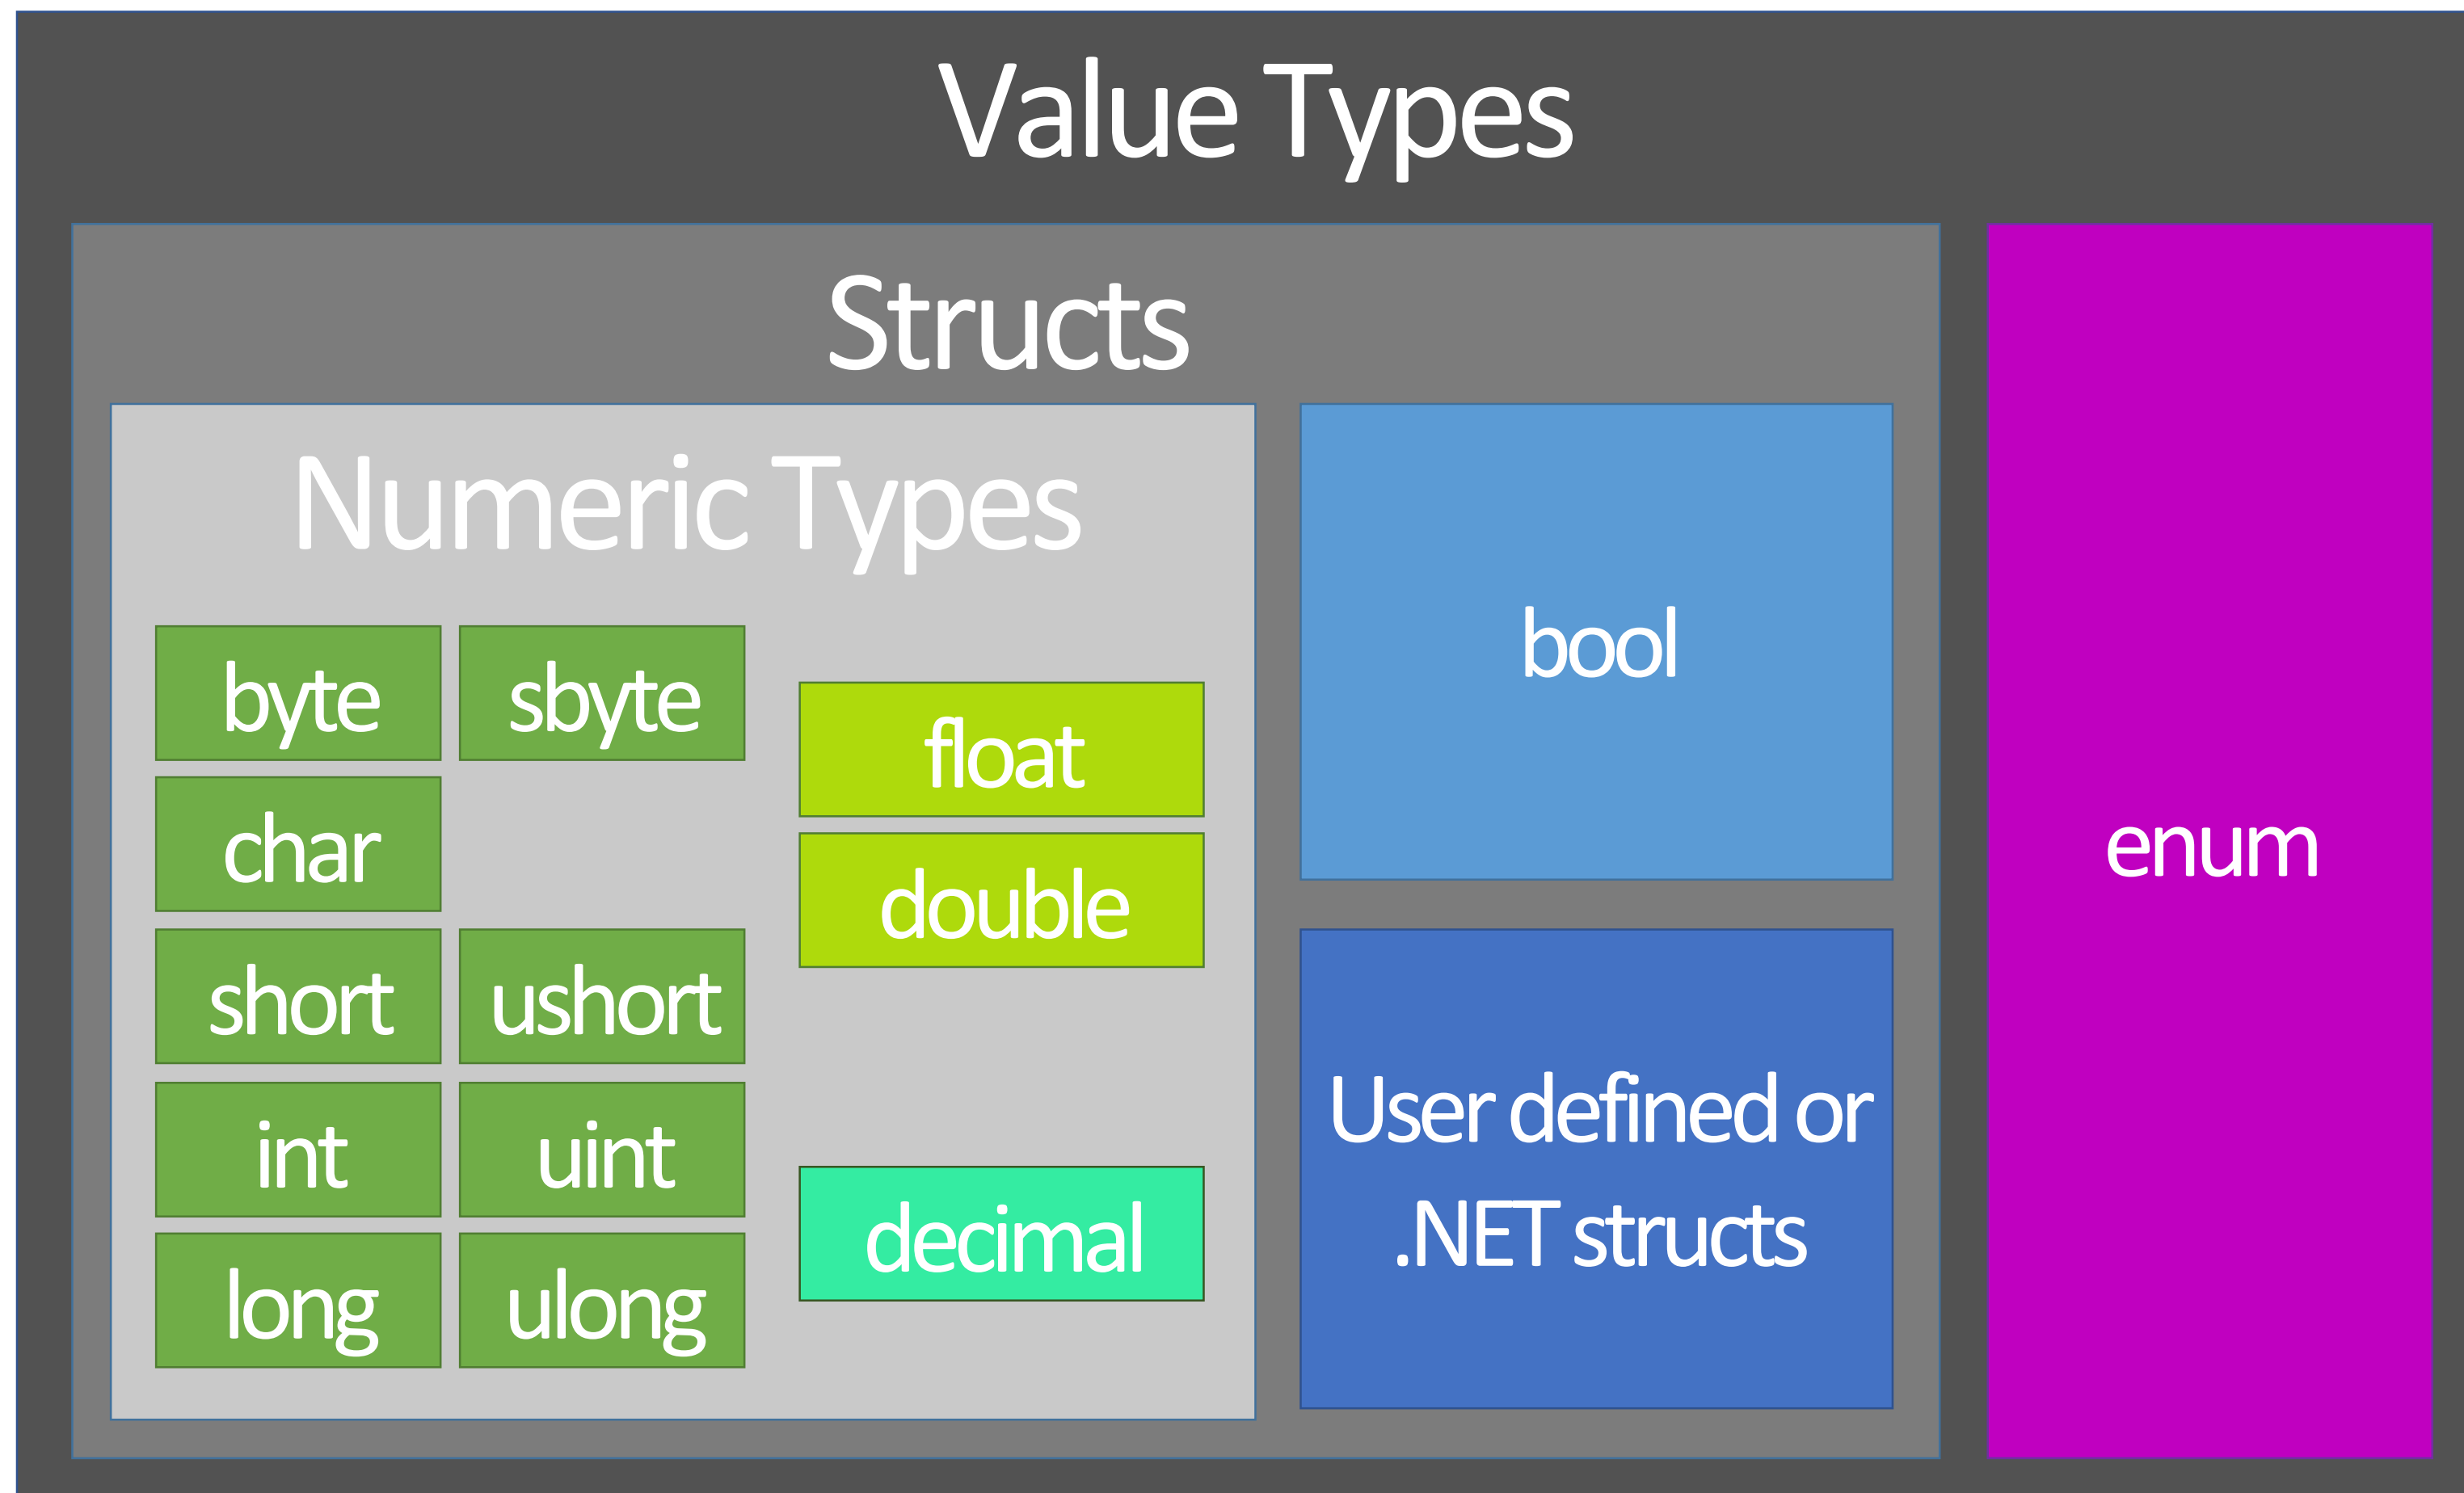 Value Types
Structs
Numeric Types
byte
sbyte
char
short
ushort
int
uint
long
ulong
float
double
decimal
bool
User defined or
.NET structs
enum